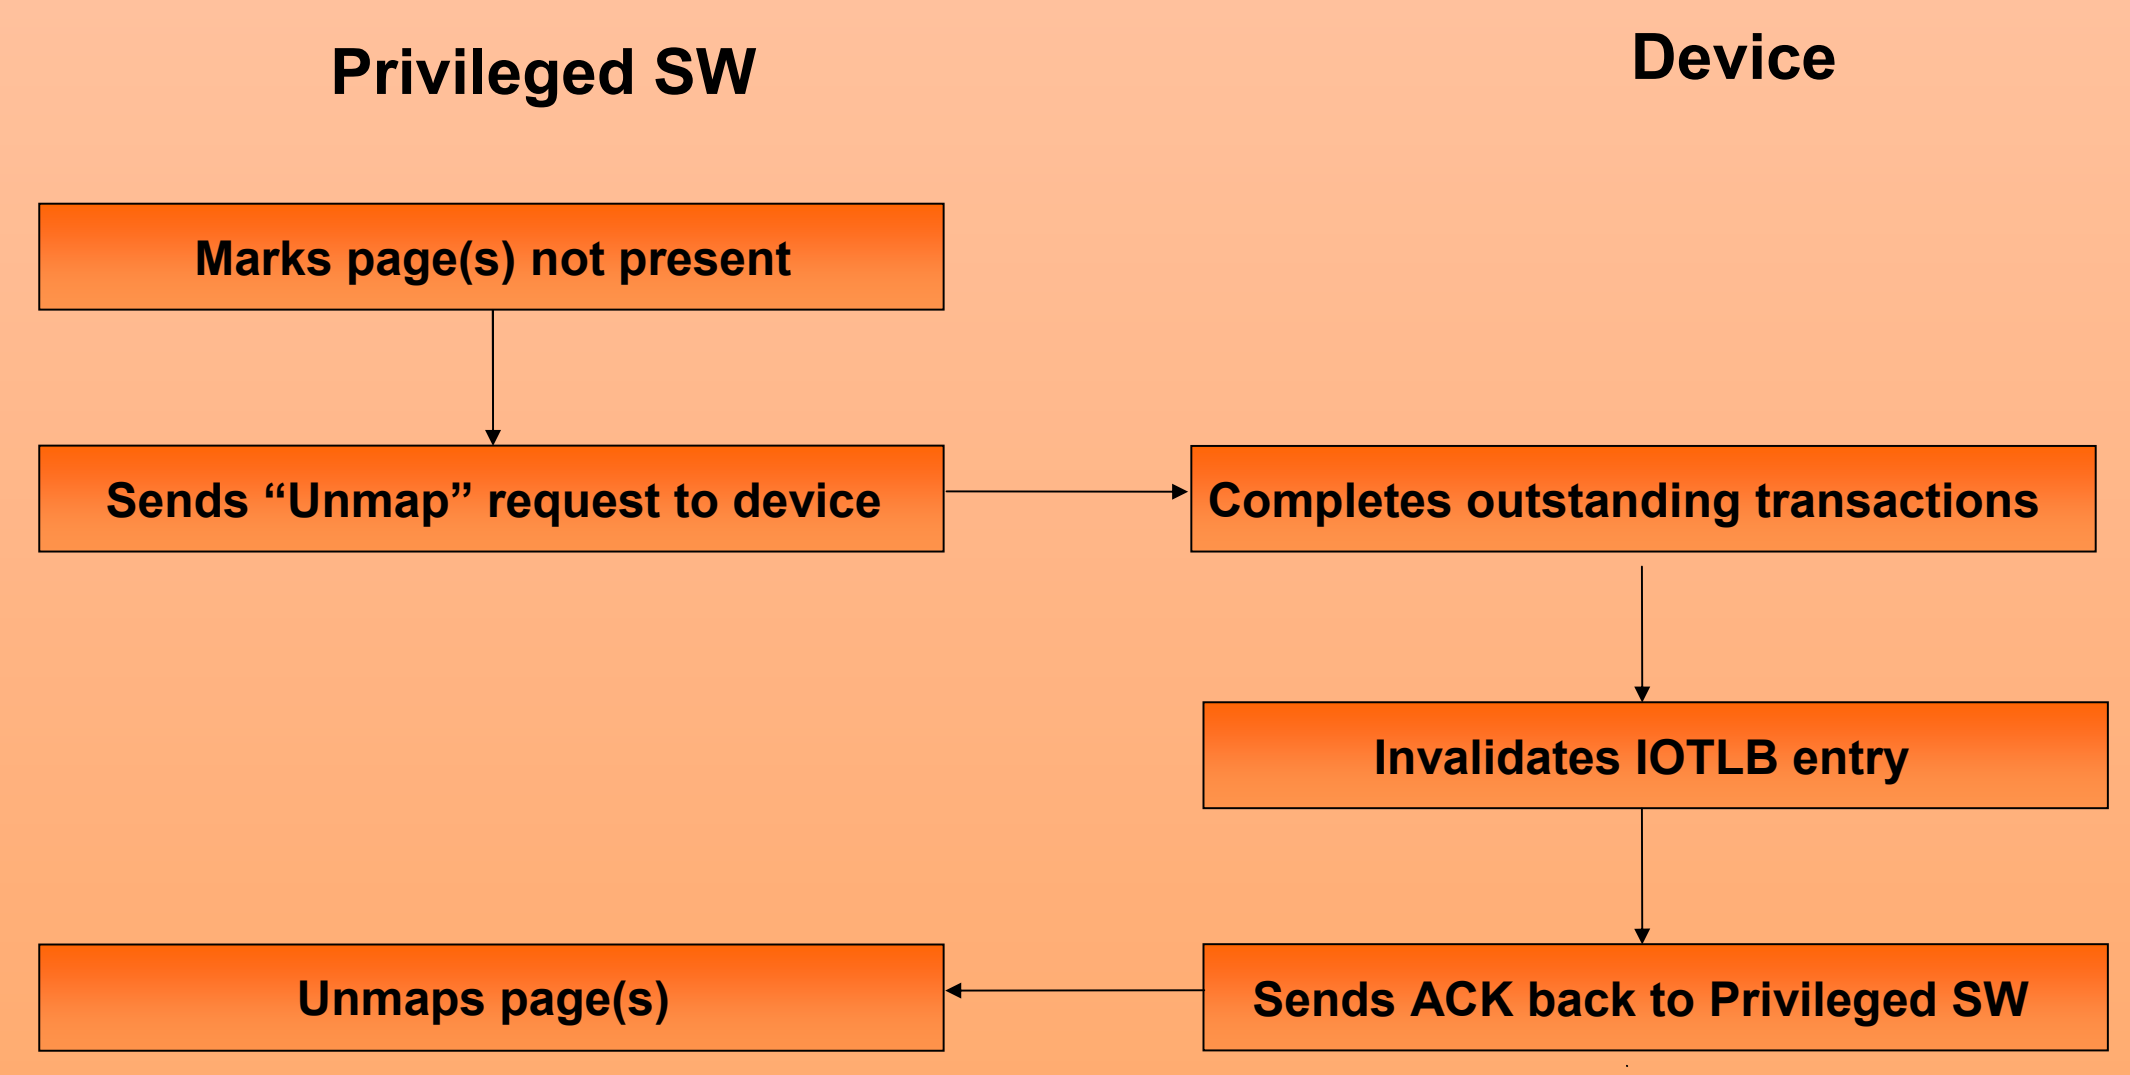 Privileged SW
Device
Marks page(s) not present
Sends “Unmap” request to device
Completes outstanding transactions
Invalidates IOTLB entry
Unmaps page(s)
Sends ACK back to Privileged SW